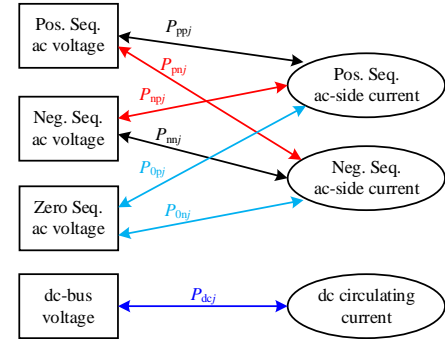 Pos. Seq.
ac voltage
P_ppj
P_pnj
Pos. Seq.
ac-side current
Neg. Seq.
ac voltage
P_npj
P_nnj
P_0pj
Neg. Seq.
ac-side current
Zero Seq.
ac voltage
P_0nj
dc-bus
voltage
P_dcj
dc circulating
current